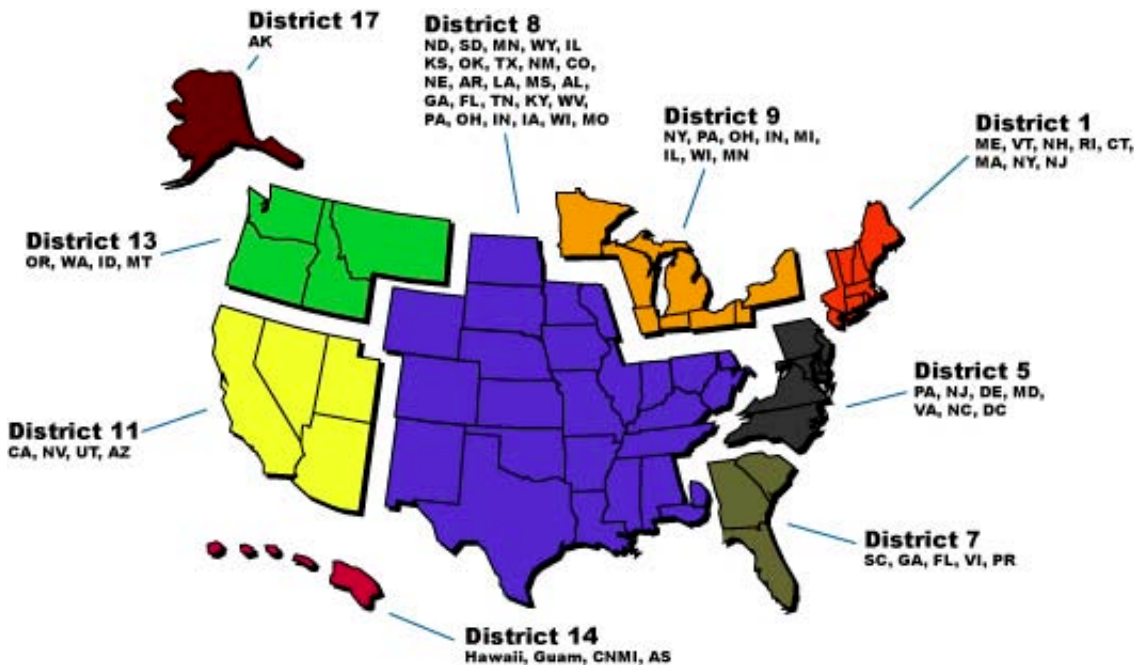 District 17
AK
District 8
ND, SD, MN, WY, IL
KS, OK, TX, NM, CO,
NE, AR, LA, MS, AL,
GA, FL, TN, KY, WV,
PA, OH, IN, IA, WI, MO
District 9
NY, PA, OH, IN, MI,
IL, WI, MN
District 1
ME, VT, NH, RI, CT,
MA, NY, NJ
District 13
OR, WA, ID, MT
District 5
PA, NJ, DE, MD,
VA, NC, DC
District 11
CA, NV, UT, AZ
District 7
SC, GA, FL, VI, PR
District 14
Hawaii, Guam, CNMI, AS